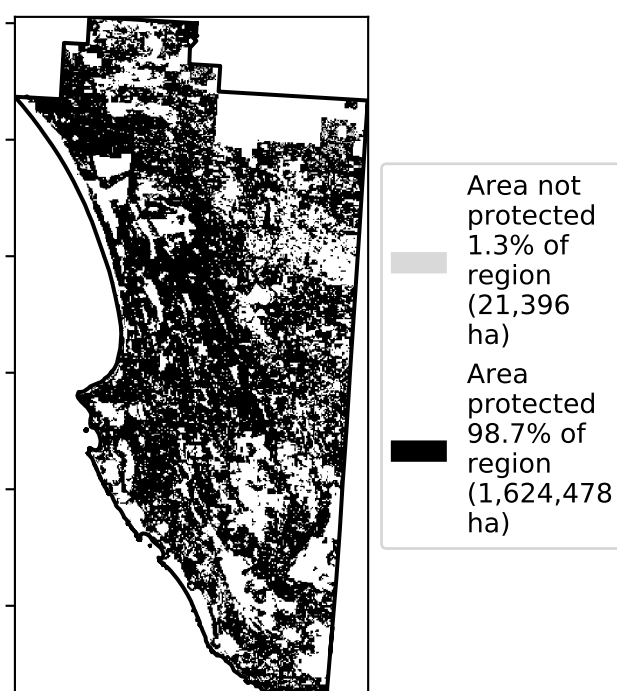 Area not
protected
1.3% of
region
(21,396
ha)
Area
protected
98.7% of
region
(1,624,478
ha)